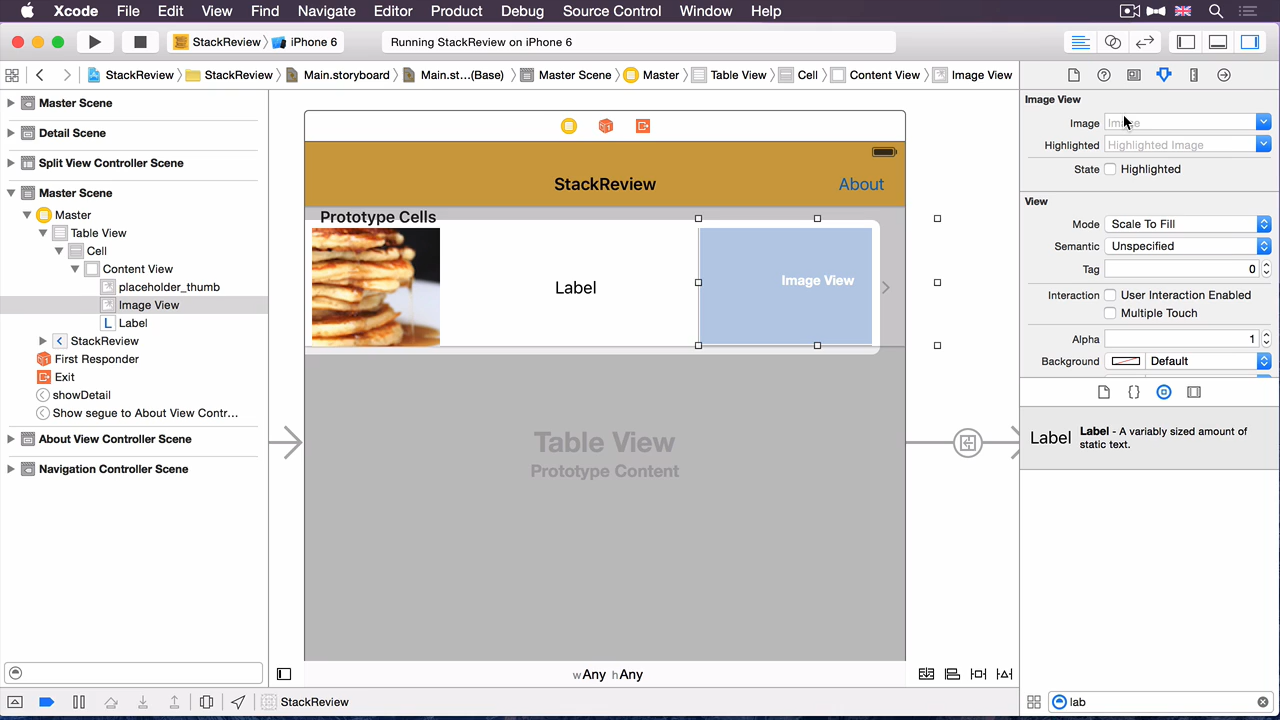 Xcode File Edit View Find Navigate Editor Product Debug Source Control Window Help
StackReview iPhone 6 Running StackReview on iPhone 6
StackReview StackReview Main.storyboard Main.st...(Base) Master Scene Master Table View Cell Content View Image View
Master Scene
Detail Scene
Split View Controller Scene
Master Scene
Master
Table View
Cell
Content View
placeholder_thumb
Image View
L Label
StackReview
First Responder
Exit
showDetail
Show segue to About View Contr...
About View Controller Scene
Navigation Controller Scene
StackReview
About
Prototype Cells
Label
Image View
Table View
Prototype Content
wAny hAny
Image View
Image Image
Highlighted Highlighted Image
State Highlighted
View
Mode Scale To Fill
Semantic Unspecified
Tag 0
Interaction User Interaction Enabled
Multiple Touch
Alpha 1
Background Default
Label Label - A variably sized amount of
static text.
StackReview
lab